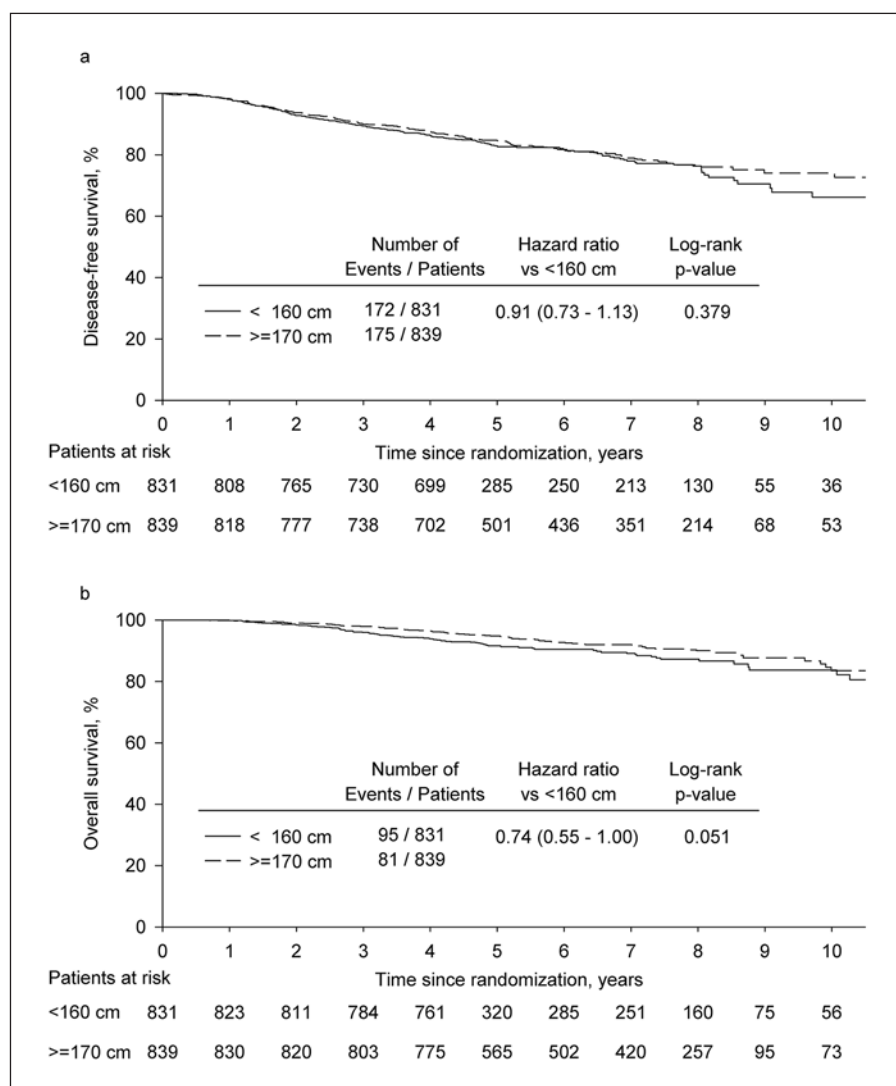 a
100
80
60
40
20
0
Disease-free survival, %
Number of Hazard ratio Log-rank
Events / Patients vs <160 cm p-value
< 160 cm 172 / 831 0.91 (0.73 - 1.13) 0.379
>=170 cm 175 / 839
0 1 2 3 4 5 6 7 8 9 10
Patients at risk Time since randomization, years
<160 cm 831 808 765 730 699 285 250 213 130 55 36
>=170 cm 839 818 777 738 702 501 436 351 214 68 53
b
100
80
60
40
20
0
Overall survival, %
Number of Hazard ratio Log-rank
Events / Patients vs <160 cm p-value
< 160 cm 95 / 831 0.74 (0.55 - 1.00) 0.051
>=170 cm 81 / 839
0 1 2 3 4 5 6 7 8 9 10
Patients at risk Time since randomization, years
<160 cm 831 823 811 784 761 320 285 251 160 75 56
>=170 cm 839 830 820 803 775 565 502 420 257 95 73